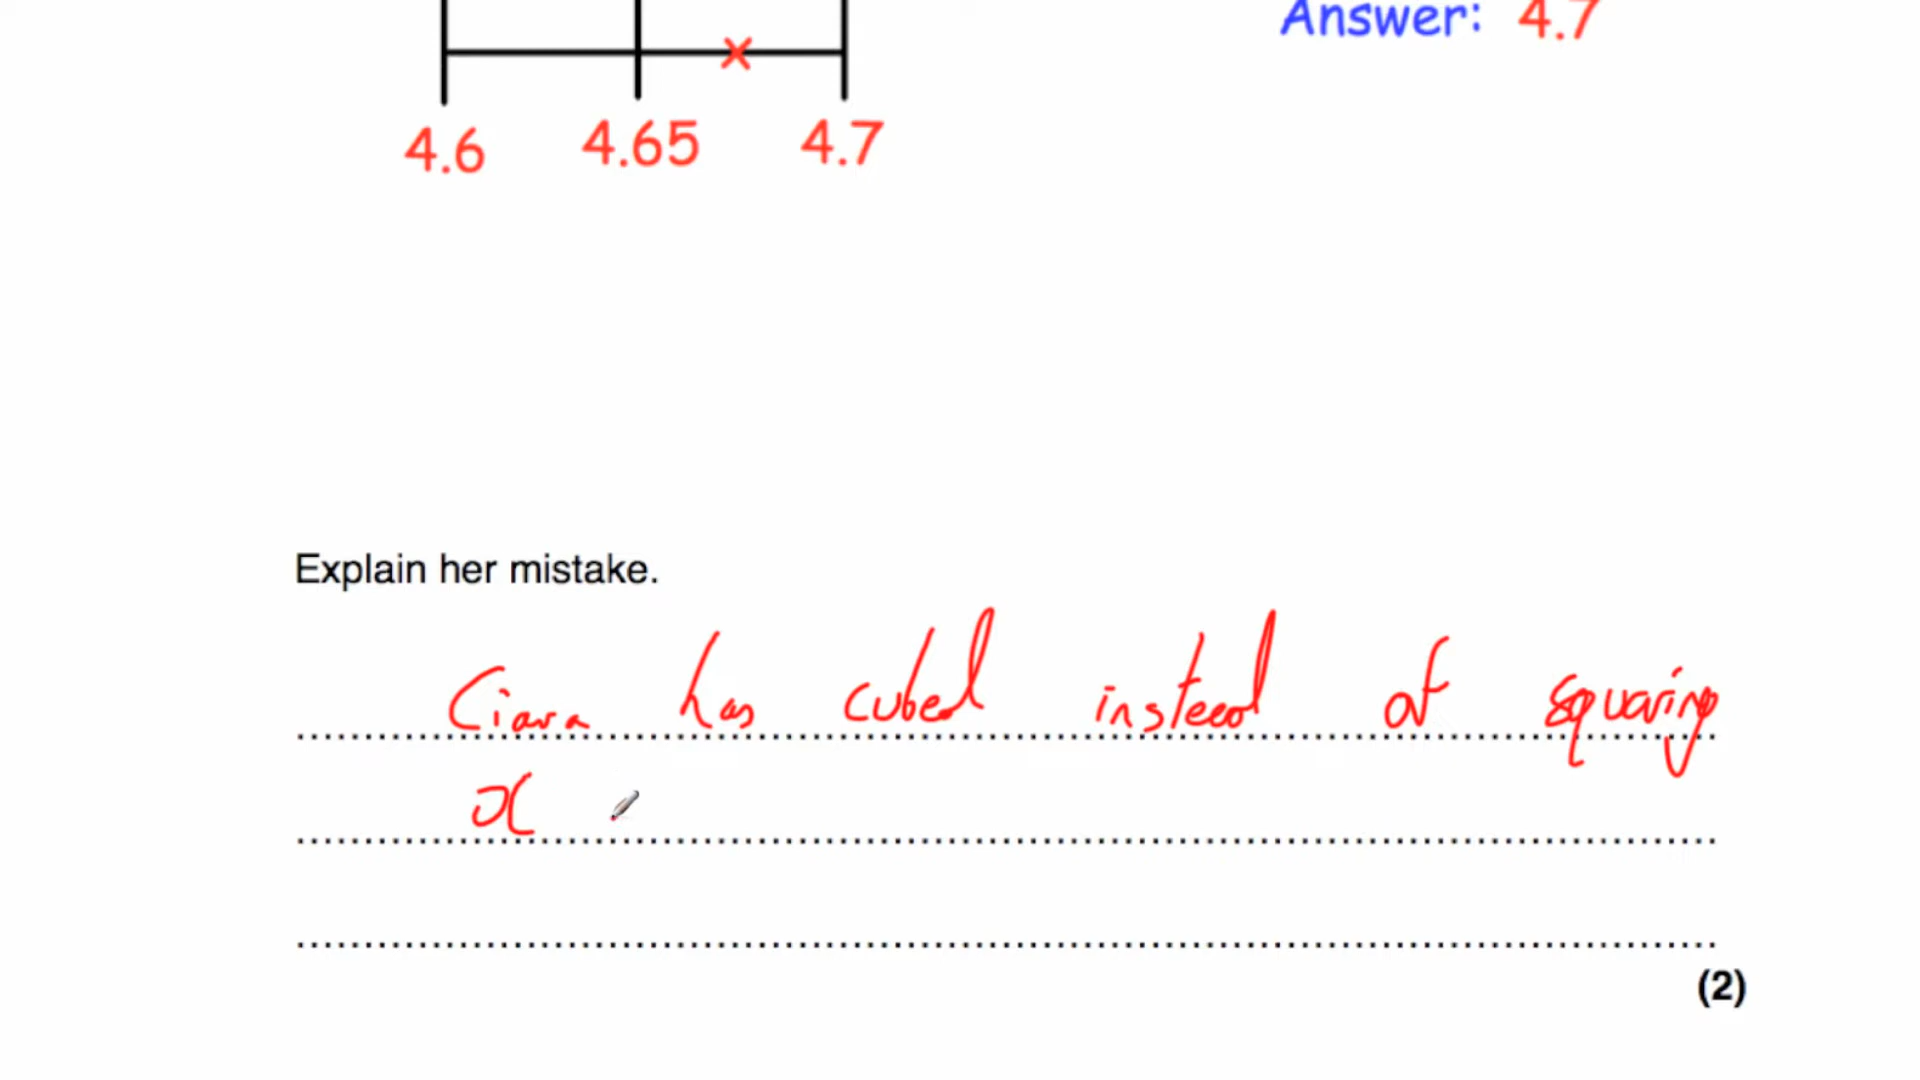 Answer: 4.7
4.6 4.65 4.7
Explain her mistake.
Ciara has cubed instead of squaring
x
(2)